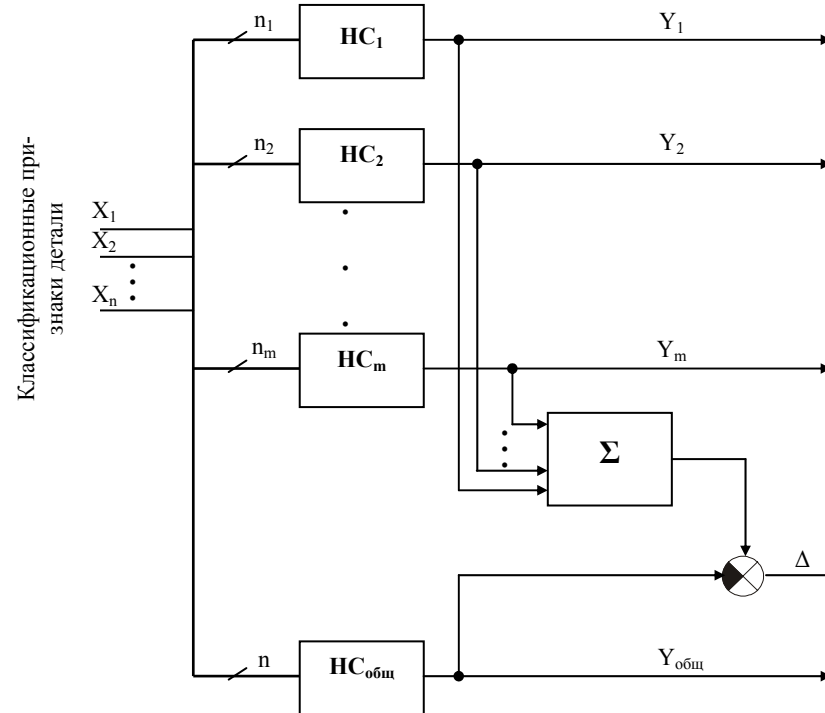 Классификационные при-
знаки детали
X₁
X₂
Xₙ
n₁
НС₁
Y₁
n₂
НС₂
Y₂
nₘ
НСₘ
Yₘ
Σ
Δ
n
НСобщ
Yобщ